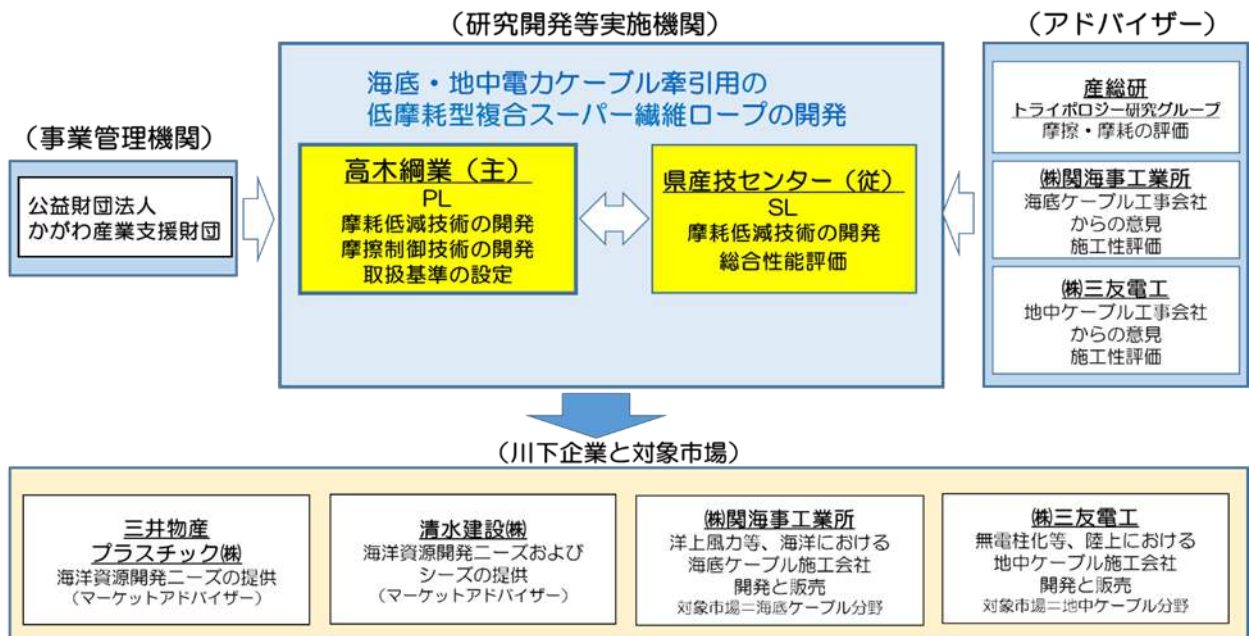 （研究開発等実施機関）
（アドバイザー）
（事業管理機関）
公益財団法人
かがわ産業支援財団
海底・地中電力ケーブル牽引用の
低摩耗型複合スーパー繊維ロープの開発
高木綱業（主）
PL
摩耗低減技術の開発
摩擦制御技術の開発
取扱基準の設定
県産技センター（従）
SL
摩耗低減技術の開発
総合性能評価
産総研
トライボロジー研究グループ
摩擦・摩耗の評価
㈱関海事工業所
海底ケーブル工事会社
からの意見
施工性評価
㈱三友電工
地中ケーブル工事会社
からの意見
施工性評価
（川下企業と対象市場）
三井物産
プラスチック㈱
海洋資源開発ニーズの提供
（マーケットアドバイザー）
清水建設㈱
海洋資源開発ニーズおよび
シーズの提供
（マーケットアドバイザー）
㈱関海事工業所
洋上風力等、海洋における
海底ケーブル施工会社
開発と販売
対象市場＝海底ケーブル分野
㈱三友電工
無電柱化等、陸上における
地中ケーブル施工会社
開発と販売
対象市場＝地中ケーブル分野